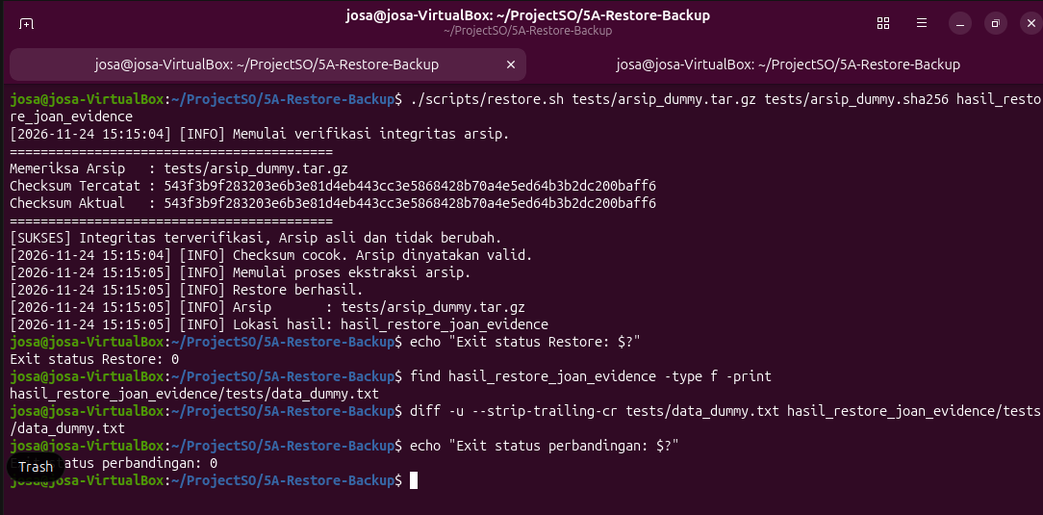 josa@josa-VirtualBox: ~/ProjectSO/5A-Restore-Backup
~/ProjectSO/5A-Restore-Backup
josa@josa-VirtualBox: ~/ProjectSO/5A-Restore-Backup
josa@josa-VirtualBox: ~/ProjectSO/5A-Restore-Backup
josa@josa-VirtualBox:~/ProjectSO/5A-Restore-Backup$ ./scripts/restore.sh tests/arsip_dummy.tar.gz tests/arsip_dummy.sha256 hasil_resto
re_joan_evidence
[2026-11-24 15:15:04] [INFO] Memulai verifikasi integritas arsip.
==========================================
Memeriksa Arsip   : tests/arsip_dummy.tar.gz
Checksum Tercatat : 543f3b9f283203e6b3e81d4eb443cc3e5868428b70a4e5ed64b3b2dc200baff6
Checksum Aktual   : 543f3b9f283203e6b3e81d4eb443cc3e5868428b70a4e5ed64b3b2dc200baff6
==========================================
[SUKSES] Integritas terverifikasi, Arsip asli dan tidak berubah.
[2026-11-24 15:15:04] [INFO] Checksum cocok. Arsip dinyatakan valid.
[2026-11-24 15:15:05] [INFO] Memulai proses ekstraksi arsip.
[2026-11-24 15:15:05] [INFO] Restore berhasil.
[2026-11-24 15:15:05] [INFO] Arsip       : tests/arsip_dummy.tar.gz
[2026-11-24 15:15:05] [INFO] Lokasi hasil: hasil_restore_joan_evidence
josa@josa-VirtualBox:~/ProjectSO/5A-Restore-Backup$ echo "Exit status Restore: $?"
Exit status Restore: 0
josa@josa-VirtualBox:~/ProjectSO/5A-Restore-Backup$ find hasil_restore_joan_evidence -type f -print
hasil_restore_joan_evidence/tests/data_dummy.txt
josa@josa-VirtualBox:~/ProjectSO/5A-Restore-Backup$ diff -u --strip-trailing-cr tests/data_dummy.txt hasil_restore_joan_evidence/tests
/data_dummy.txt
josa@josa-VirtualBox:~/ProjectSO/5A-Restore-Backup$ echo "Exit status perbandingan: $?"
perbandingan: 0
Trash
josa@josa-VirtualBox:~/ProjectSO/5A-Restore-Backup$